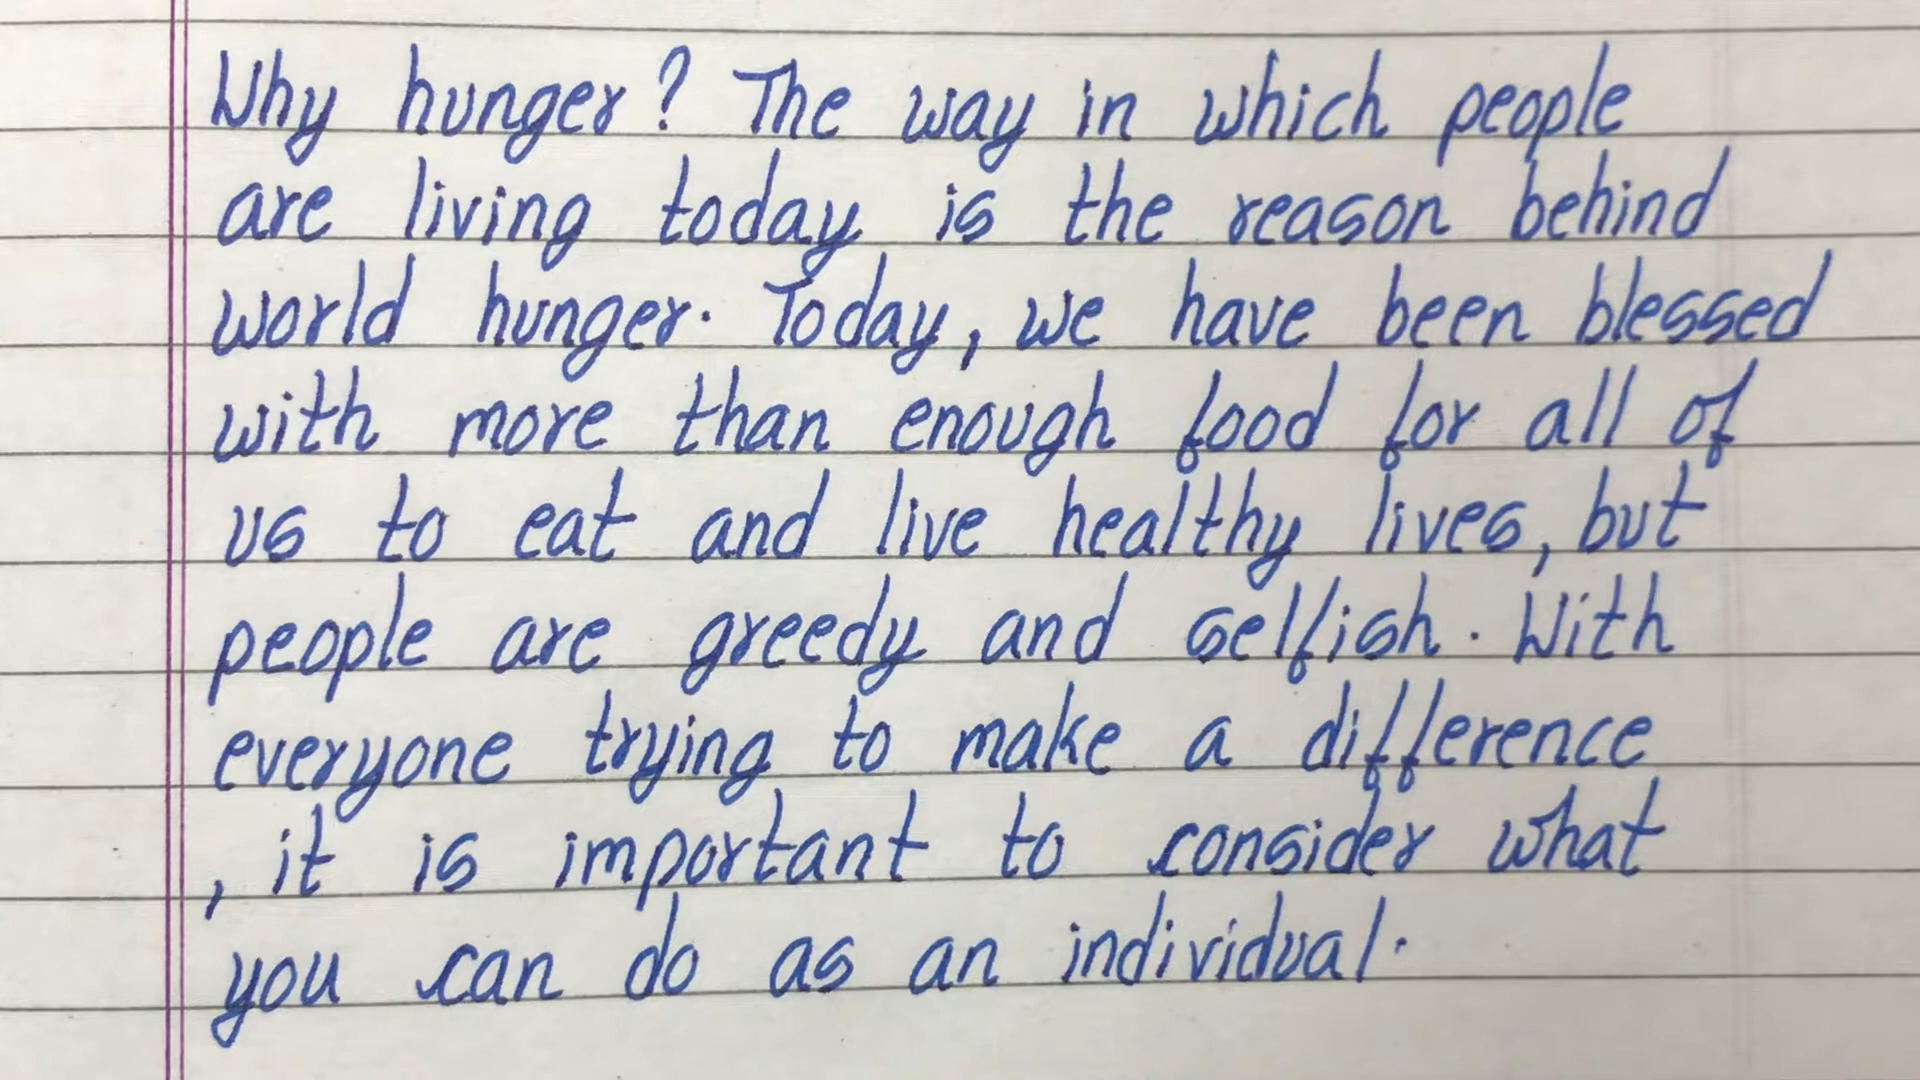 Why hunger? The way in which people
are living today is the reason behind
world hunger. Today, we have been blessed
with more than enough food for all of
us to eat and live healthy lives, but
people are greedy and selfish. With
everyone trying to make a difference
, it is important to consider what
you can do as an individual.